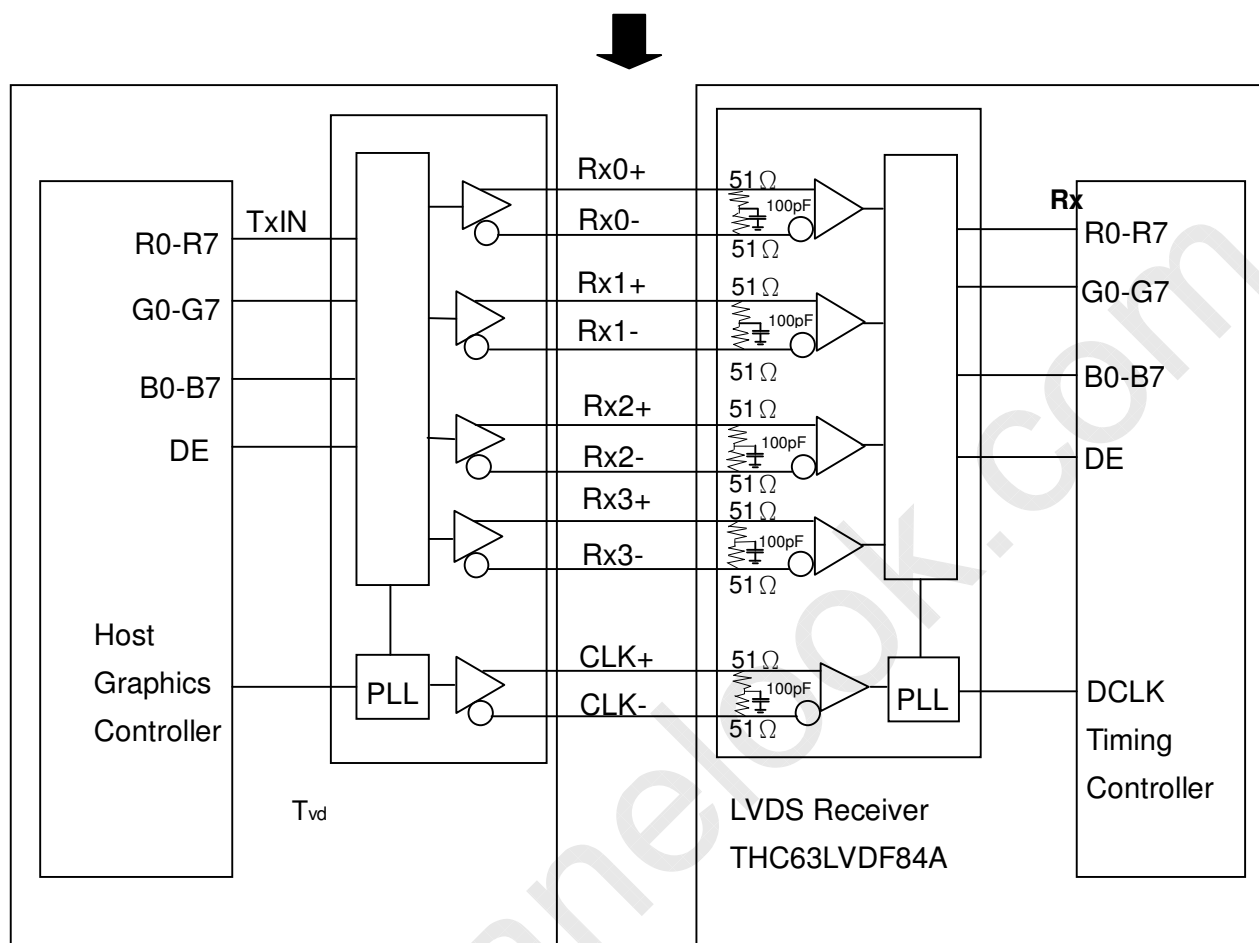 Rx0+
51Ω
TxIN
Rx
R0-R7
Rx0-
100pF
R0-R7
51Ω
Rx1+
51Ω
G0-G7
G0-G7
Rx1-
100pF
51Ω
B0-B7
B0-B7
Rx2+
51Ω
DE
100pF
DE
Rx2-
51Ω
Rx3+
51Ω
100pF
Rx3-
51Ω
Host
Graphics
Controller
CLK+
51Ω
PLL
100pF
PLL
CLK-
51Ω
DCLK
Timing
Controller
Tvd
LVDS Receiver
THC63LVDF84A
nelook.com